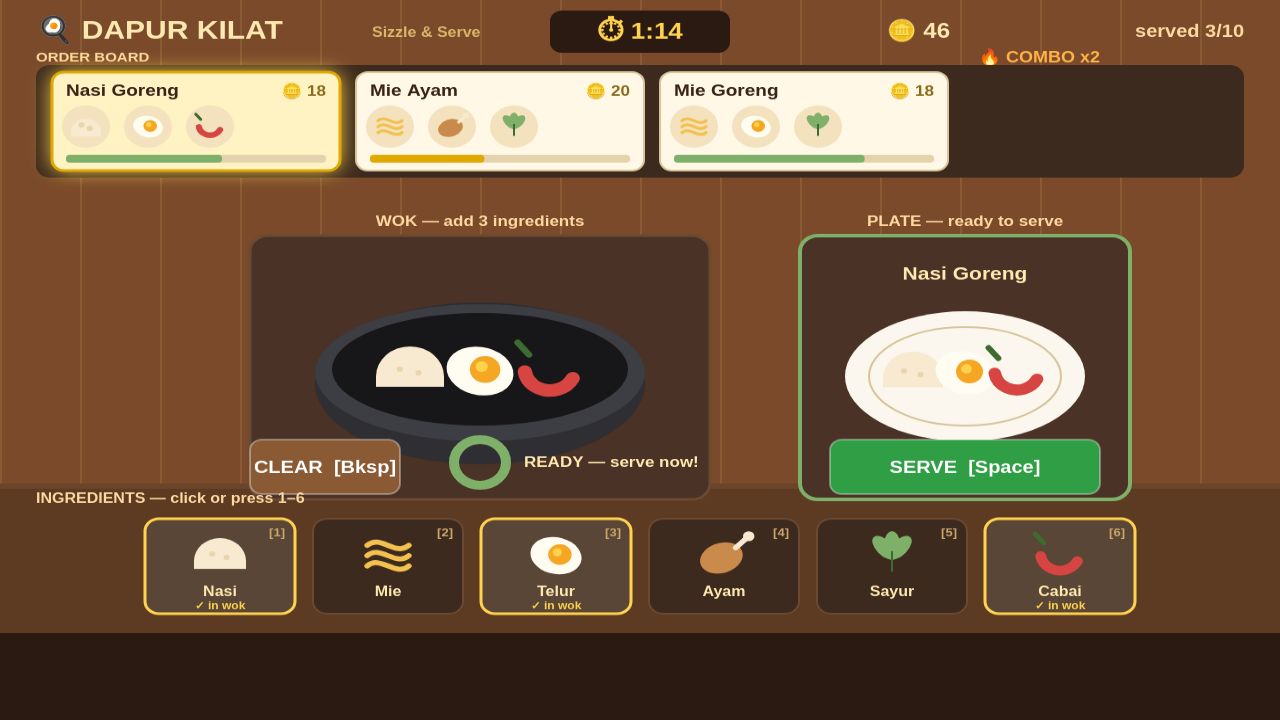 DAPUR KILAT
Sizzle & Serve
1:14
46
served 3/10
ORDER BOARD
COMBO x2
Nasi Goreng
18
Mie Ayam
20
Mie Goreng
18
WOK — add 3 ingredients
PLATE — ready to serve
Nasi Goreng
CLEAR [Bksp]
READY — serve now!
SERVE [Space]
INGREDIENTS — click or press 1–6
[1]
Nasi
✓ in wok
[2]
Mie
[3]
Telur
✓ in wok
[4]
Ayam
[5]
Sayur
[6]
Cabai
✓ in wok